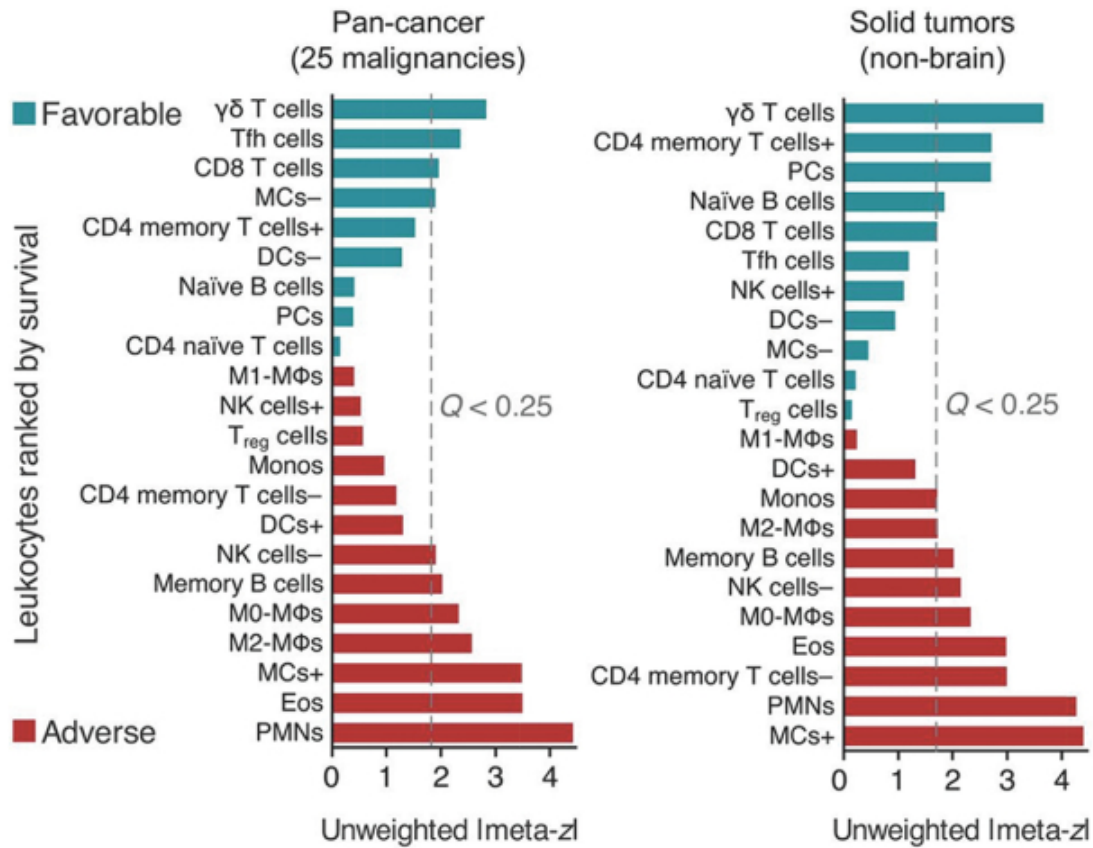 Pan-cancer
(25 malignancies)
Favorable
Leukocytes ranked by survival
Adverse
γδ T cells
Tfh cells
CD8 T cells
MCs–
CD4 memory T cells+
DCs–
Naïve B cells
PCs
CD4 naïve T cells
M1-MΦs
NK cells+
Treg cells
Monos
CD4 memory T cells–
DCs+
NK cells–
Memory B cells
M0-MΦs
M2-MΦs
MCs+
Eos
PMNs
Q < 0.25
0 1 2 3 4
Unweighted |meta-z|
Solid tumors
(non-brain)
γδ T cells
CD4 memory T cells+
PCs
Naïve B cells
CD8 T cells
Tfh cells
NK cells+
DCs–
MCs–
CD4 naïve T cells
Treg cells
M1-MΦs
DCs+
Monos
M2-MΦs
Memory B cells
NK cells–
M0-MΦs
Eos
CD4 memory T cells–
PMNs
MCs+
Q < 0.25
0 1 2 3 4
Unweighted |meta-z|